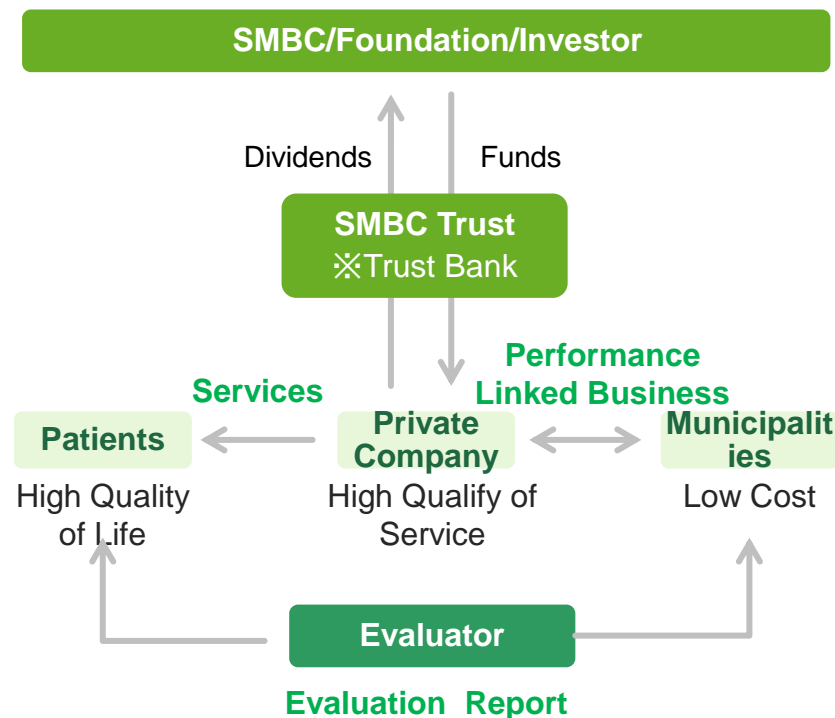 SMBC/Foundation/Investor
Dividends
Funds
SMBC Trust
※Trust Bank
Performance
Linked Business
Services
Patients
Private
Company
Municipalit
ies
High Quality
of Life
High Qualify of
Service
Low Cost
Evaluator
Evaluation Report